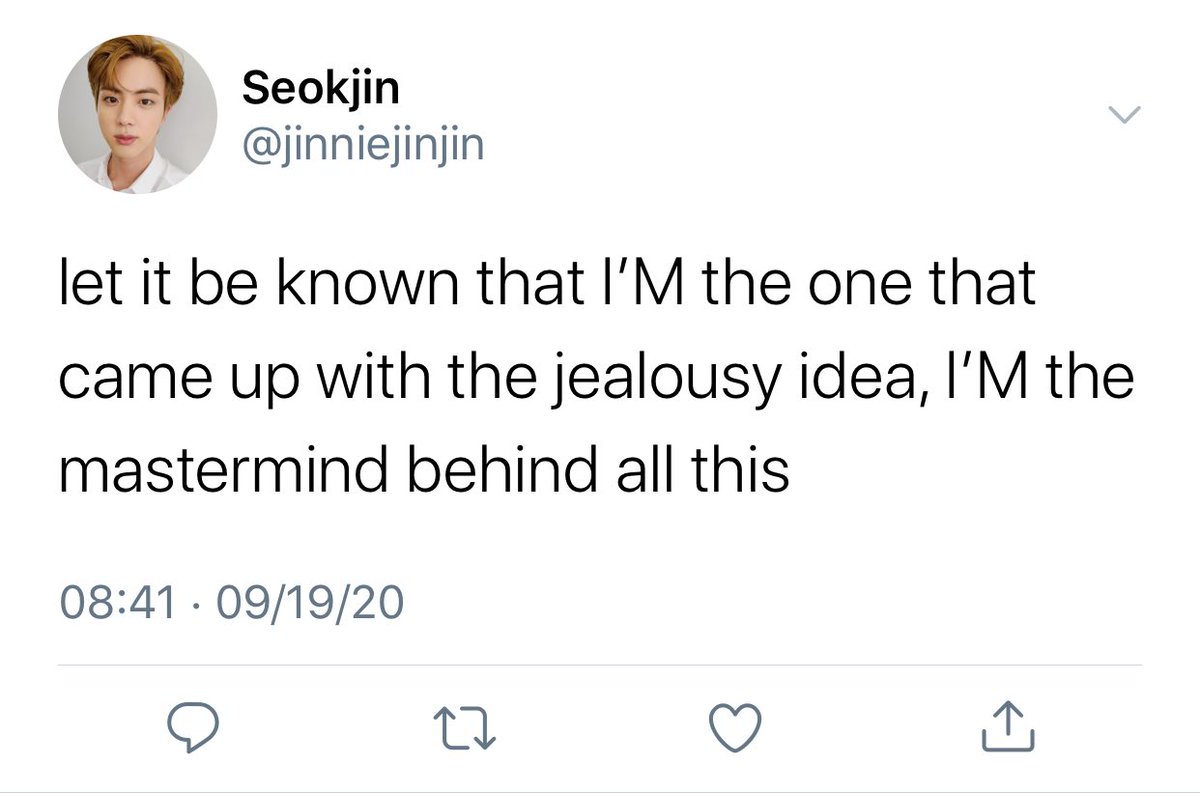 Seokjin
@jinniejinjin
let it be known that I’M the one that
came up with the jealousy idea, I’M the
mastermind behind all this
08:41 · 09/19/20